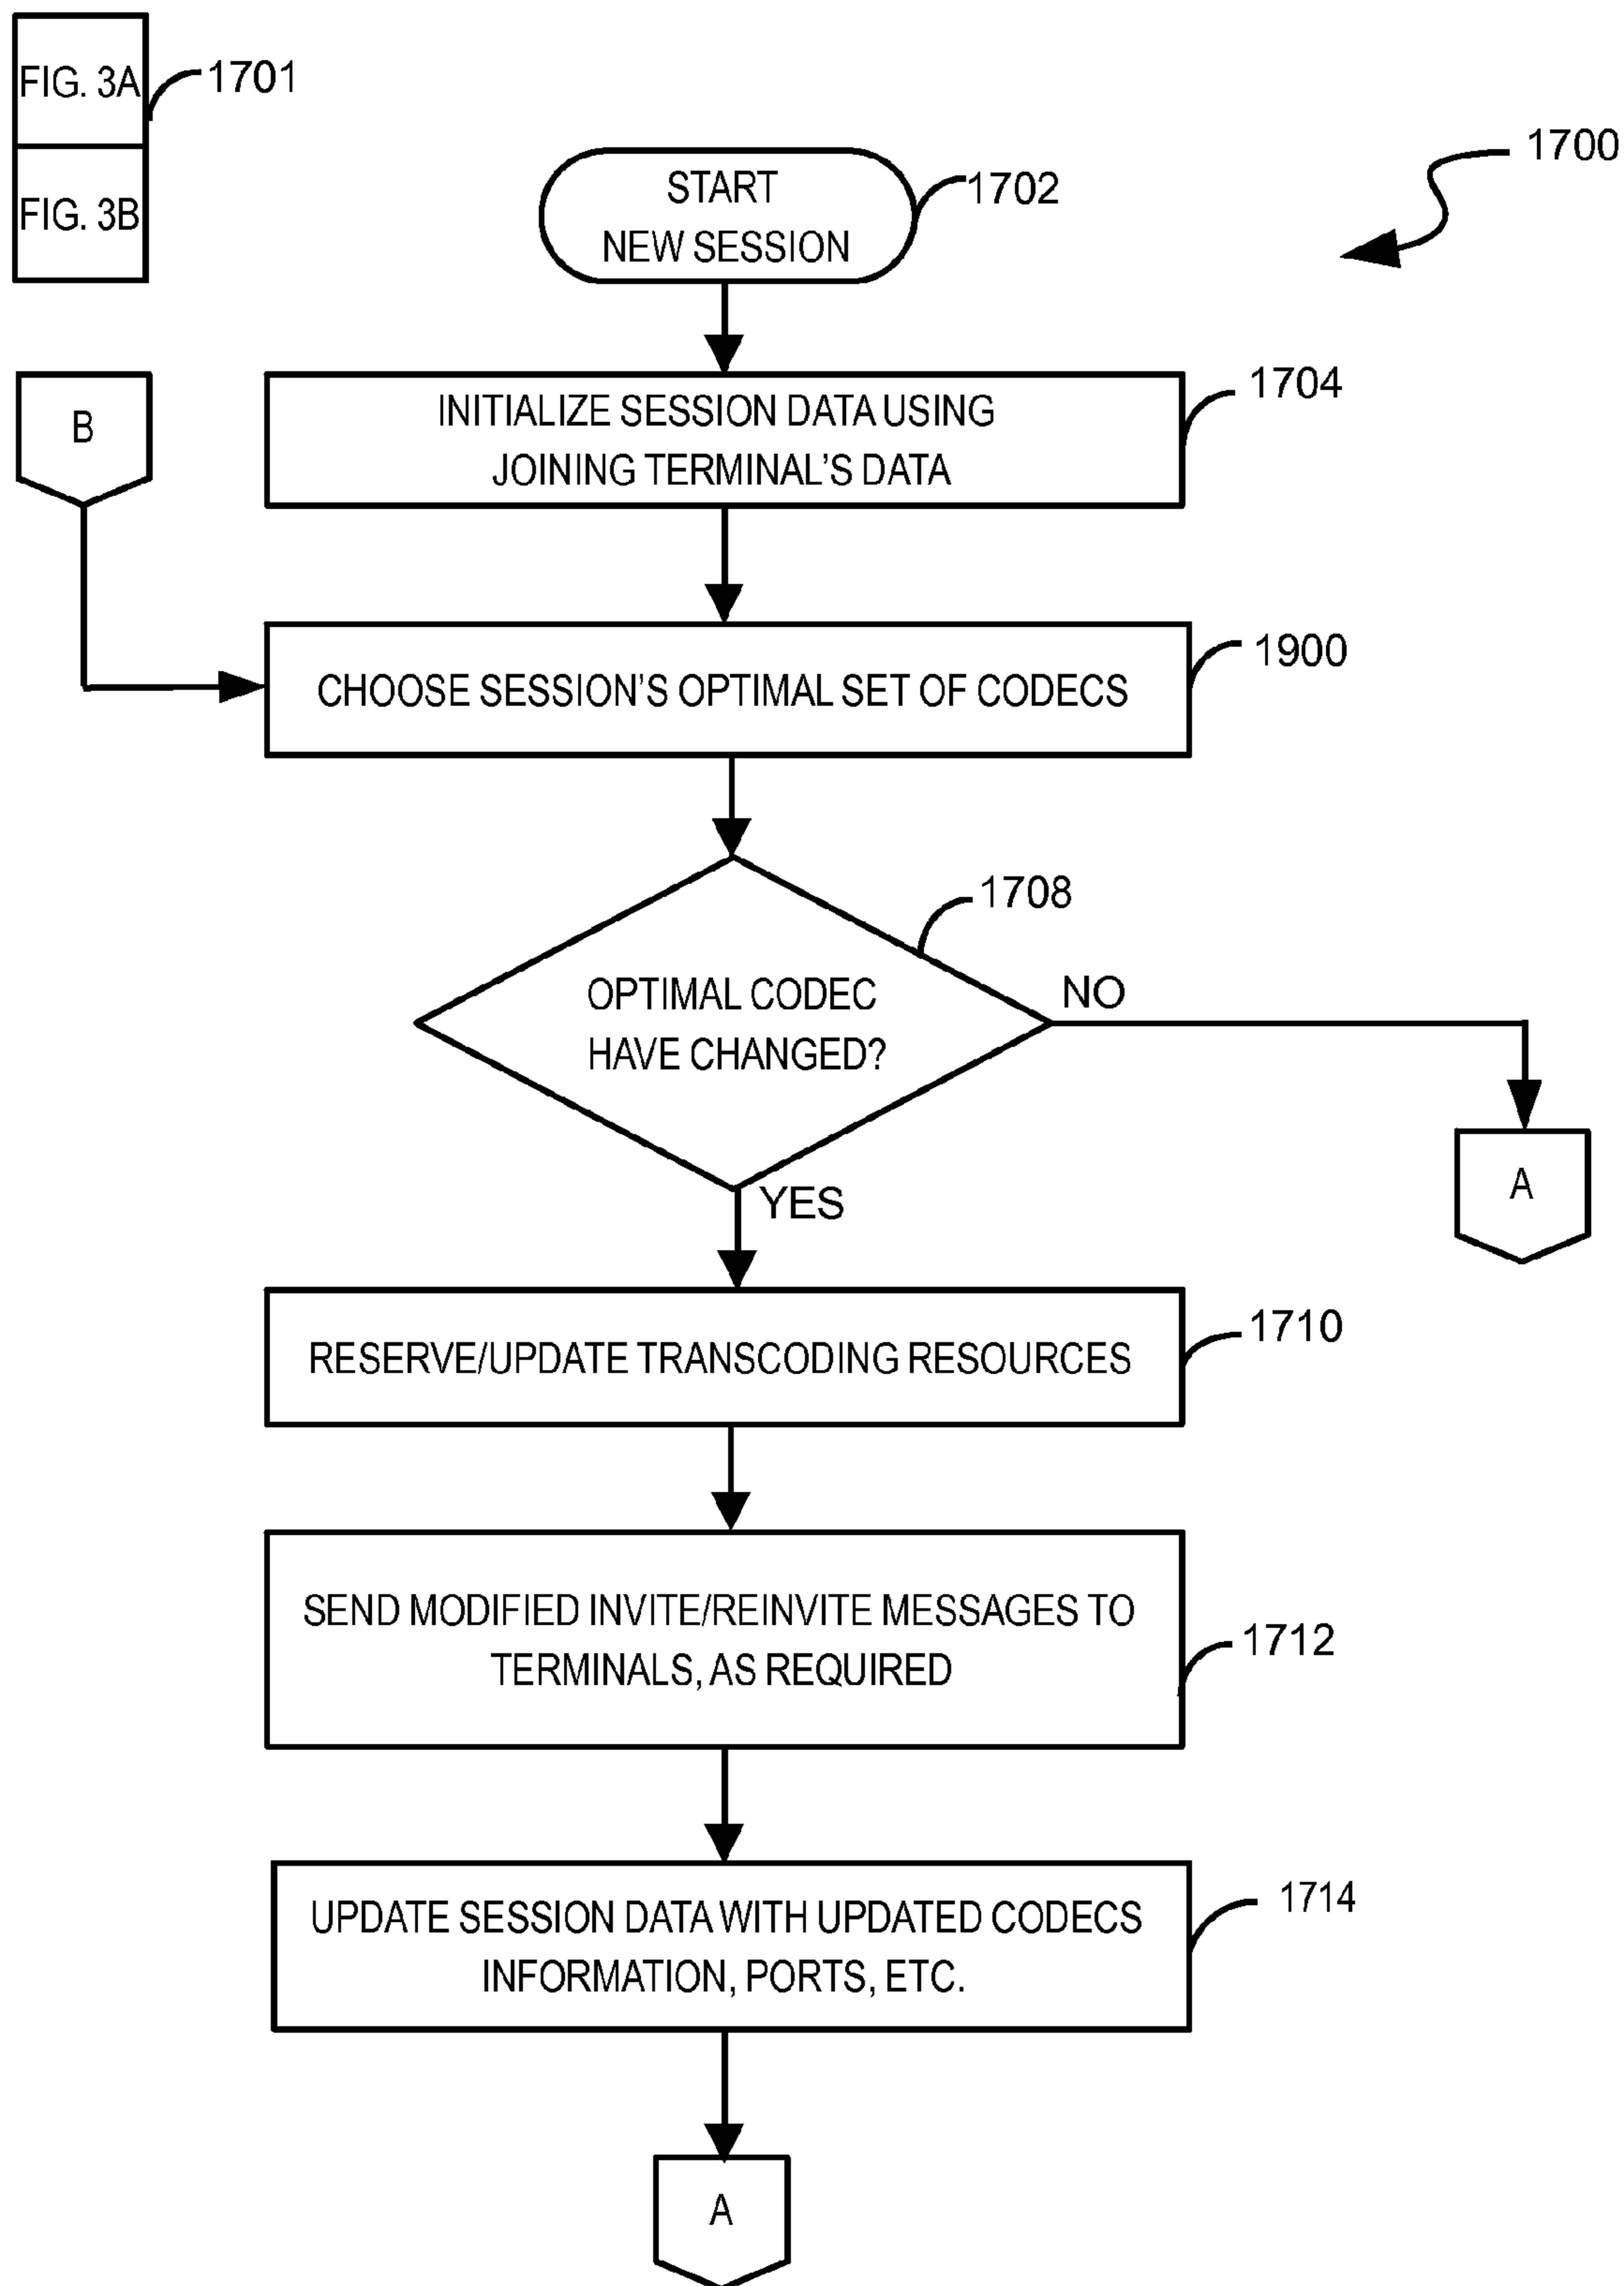 FIG. 3A
1701
FIG. 3B
1700
START
NEW SESSION
1702
B
INITIALIZE SESSION DATA USING
JOINING TERMINAL'S DATA
1704
CHOOSE SESSION'S OPTIMAL SET OF CODECS
1900
1708
OPTIMAL CODEC
HAVE CHANGED?
NO
A
YES
RESERVE/UPDATE TRANSCODING RESOURCES
1710
SEND MODIFIED INVITE/REINVITE MESSAGES TO
TERMINALS, AS REQUIRED
1712
UPDATE SESSION DATA WITH UPDATED CODECS
INFORMATION, PORTS, ETC.
1714
A